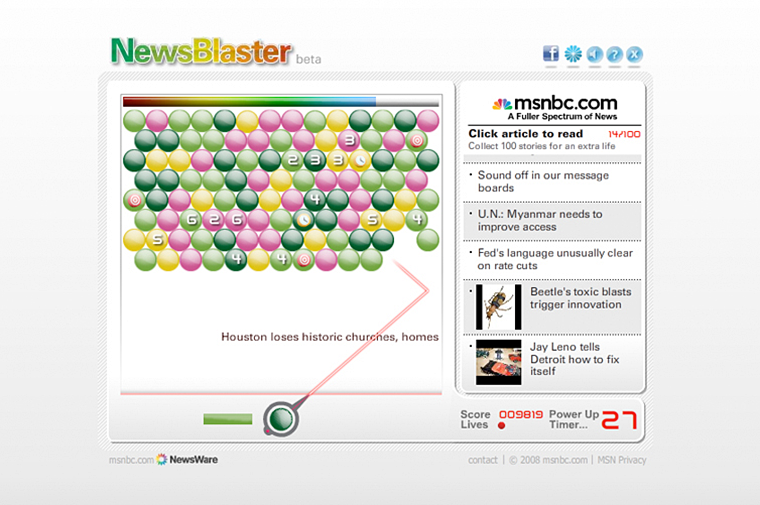 NewsBlaster beta
f ?  X
msnbc.com
A Fuller Spectrum of News
Click article to read 14/100
Collect 100 stories for an extra life
Sound off in our message
boards
U.N.: Myanmar needs to
improve access
Fed's language unusually clear
on rate cuts
Beetle's toxic blasts
trigger innovation
Jay Leno tells
Detroit how to fix
itself
3
2 3 3
4
6 2 6 5 4
5
4 4
Houston loses historic churches, homes
Score 009819 Power Up 27
Lives Timer...
msnbc.com NewsWare
contact | © 2008 msnbc.com | MSN Privacy